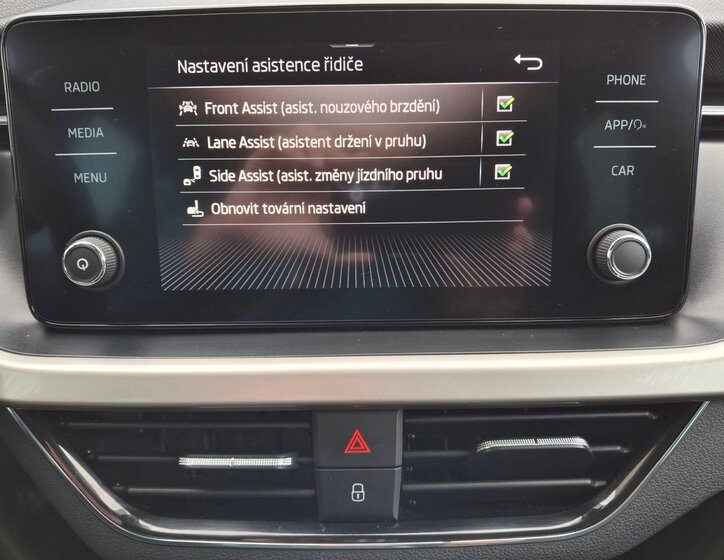 Nastavení asistence řidiče
RADIO
MEDIA
MENU
Front Assist (asist. nouzového brzdění)
Lane Assist (asistent držení v pruhu)
Side Assist (asist. změny jízdního pruhu
Obnovit tovární nastavení
PHONE
APP/
CAR